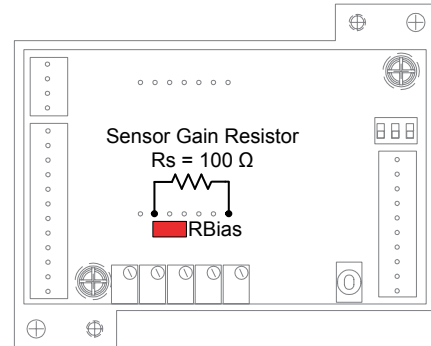 Sensor Gain Resistor
Rs = 100 Ω
RBias